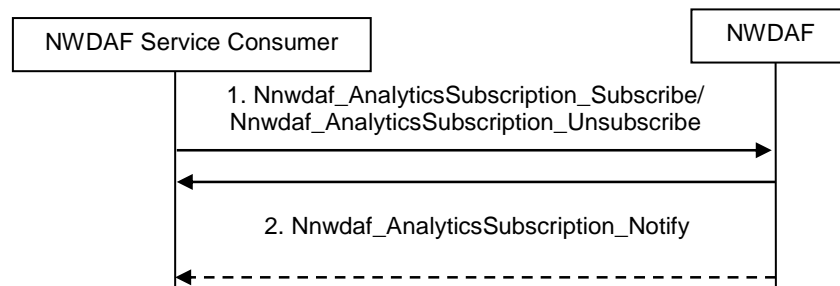 NWDAF Service Consumer
NWDAF
1. Nnwdaf_AnalyticsSubscription_Subscribe/
Nnwdaf_AnalyticsSubscription_Unsubscribe
2. Nnwdaf_AnalyticsSubscription_Notify